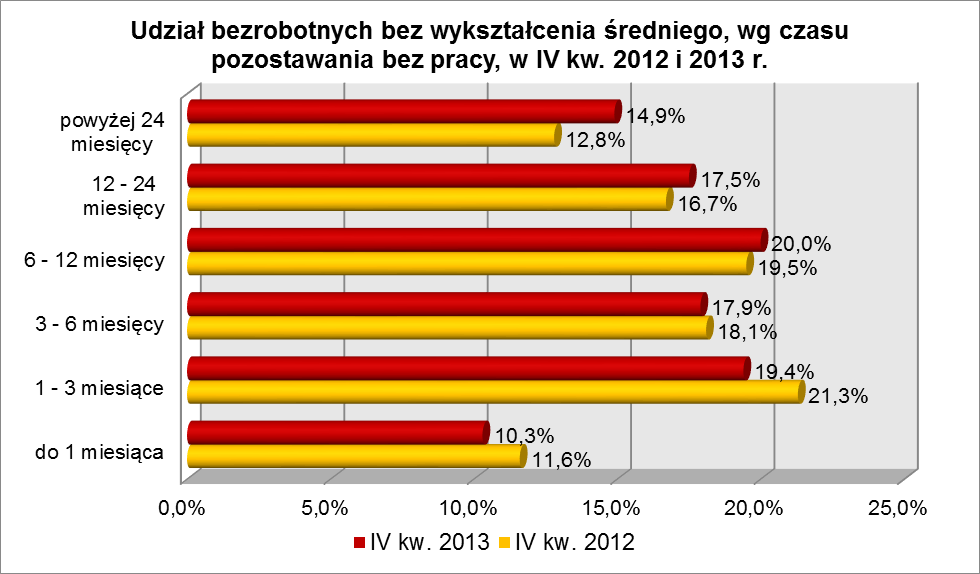 Udział bezrobotnych bez wykształcenia średniego, wg czasu
pozostawania bez pracy, w IV kw. 2012 i 2013 r.
powyżej 24
miesięcy
14,9%
12,8%
12 - 24
miesięcy
17,5%
16,7%
6 - 12 miesięcy
20,0%
19,5%
3 - 6 miesięcy
17,9%
18,1%
1 - 3 miesiące
19,4%
21,3%
do 1 miesiąca
10,3%
11,6%
0,0% 5,0% 10,0% 15,0% 20,0% 25,0%
IV kw. 2013 IV kw. 2012